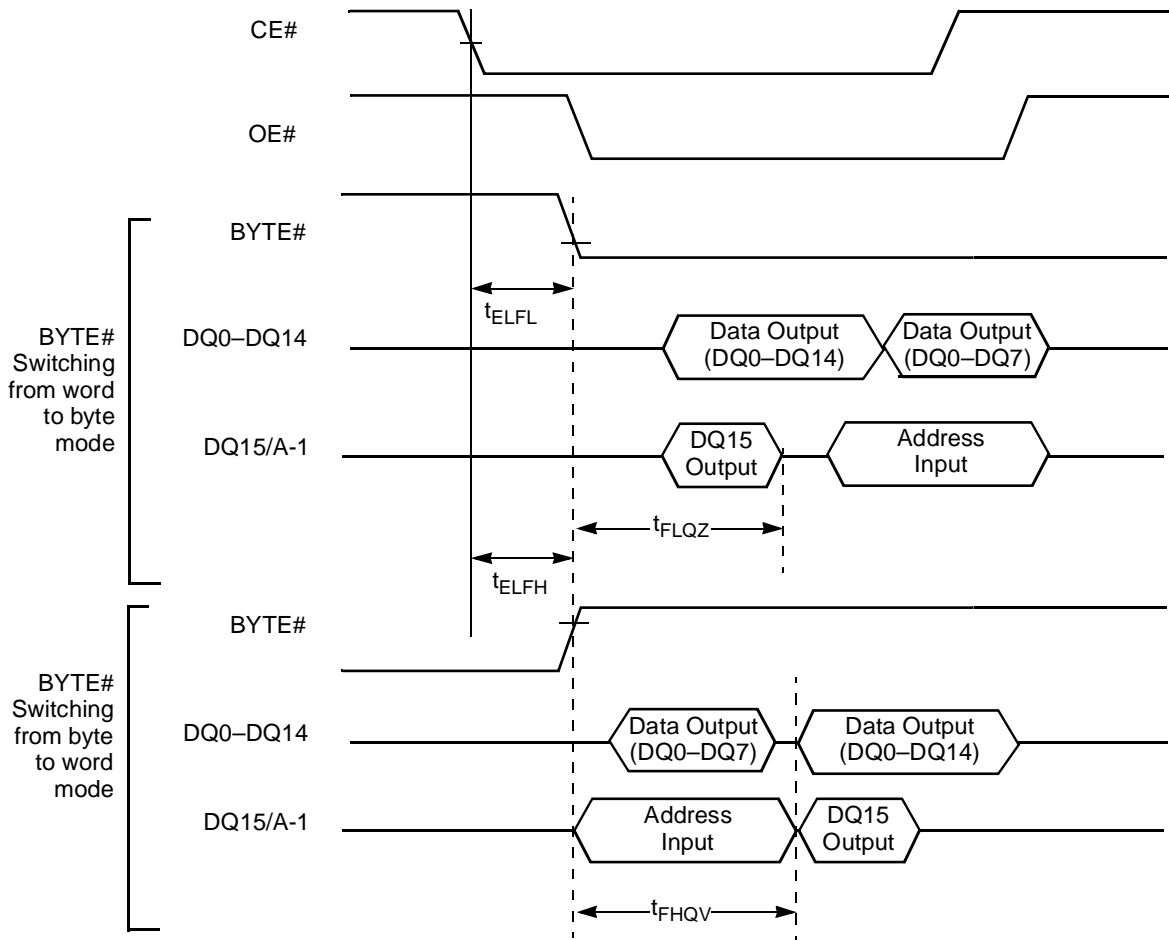 CE#
OE#
BYTE#
tELFL
BYTE#
Switching
from word
to byte
mode
DQ0–DQ14
Data Output
(DQ0–DQ14)
Data Output
(DQ0–DQ7)
DQ15/A-1
DQ15
Output
Address
Input
tFLQZ
tELFH
BYTE#
BYTE#
Switching
from byte
to word
mode
DQ0–DQ14
Data Output
(DQ0–DQ7)
Data Output
(DQ0–DQ14)
DQ15/A-1
Address
Input
DQ15
Output
tFHQV